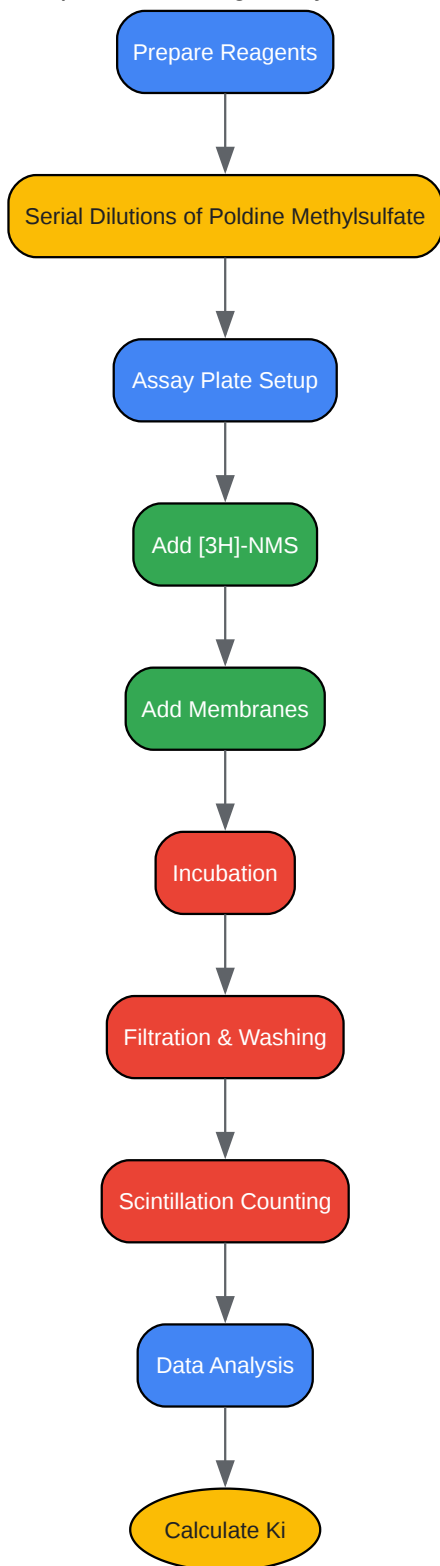 Prepare Reagents
Serial Dilutions of Poldine Methylsulfate
Assay Plate Setup
Add [3H]-NMS
Add Membranes
Incubation
Filtration & Washing
Scintillation Counting
Data Analysis
Calculate Ki